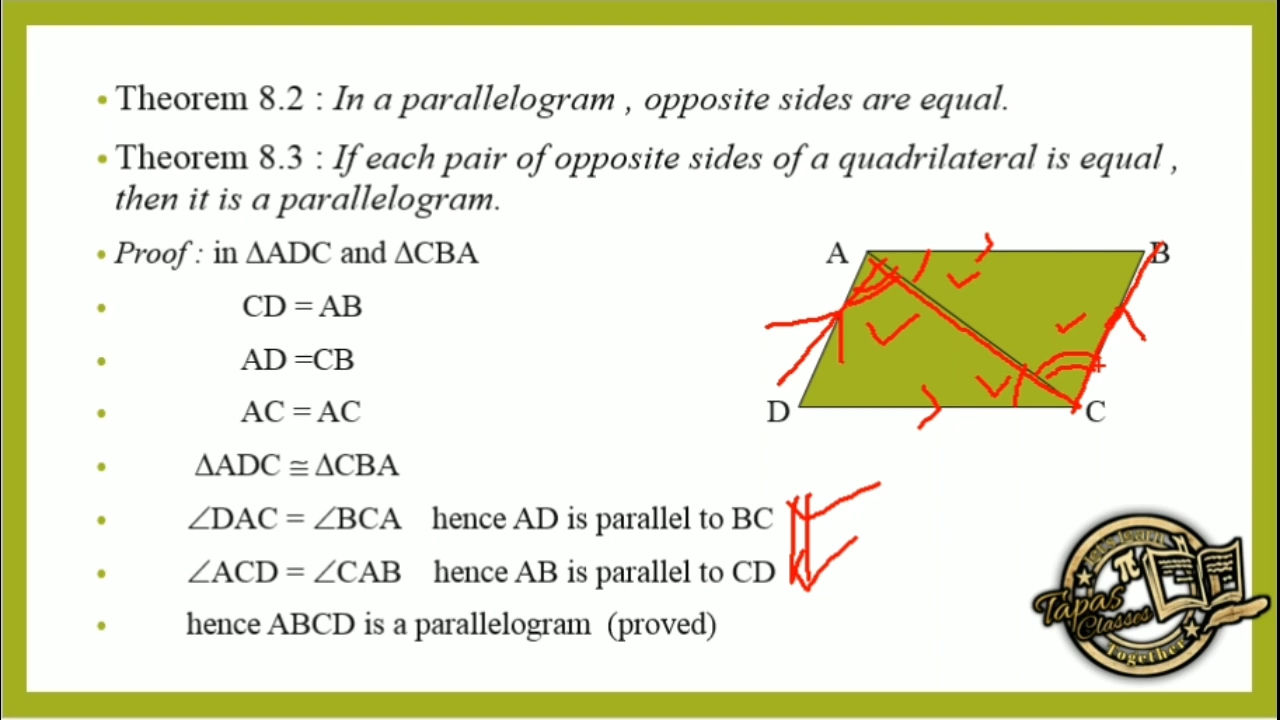 • Theorem 8.2 : In a parallelogram , opposite sides are equal.
• Theorem 8.3 : If each pair of opposite sides of a quadrilateral is equal ,
then it is a parallelogram.
• Proof : in ΔADC and ΔCBA
• CD = AB
• AD =CB
• AC = AC
• ΔADC ≅ ΔCBA
• ∠DAC = ∠BCA hence AD is parallel to BC
• ∠ACD = ∠CAB hence AB is parallel to CD
• hence ABCD is a parallelogram (proved)
A B
D C
Let's learn
π
Tapas
Classes
Together